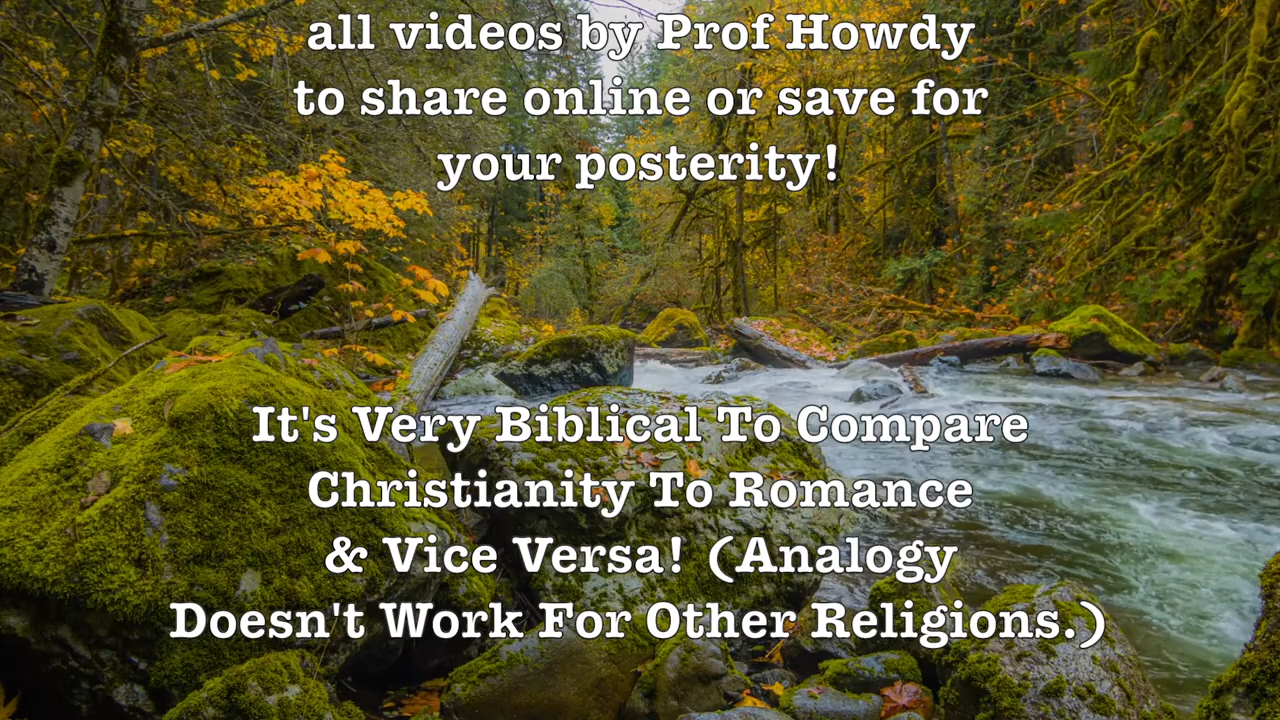 all videos by Prof Howdy
to share online or save for
your posterity!
It's Very Biblical To Compare
Christianity To Romance
& Vice Versa! (Analogy
Doesn't Work For Other Religions.)